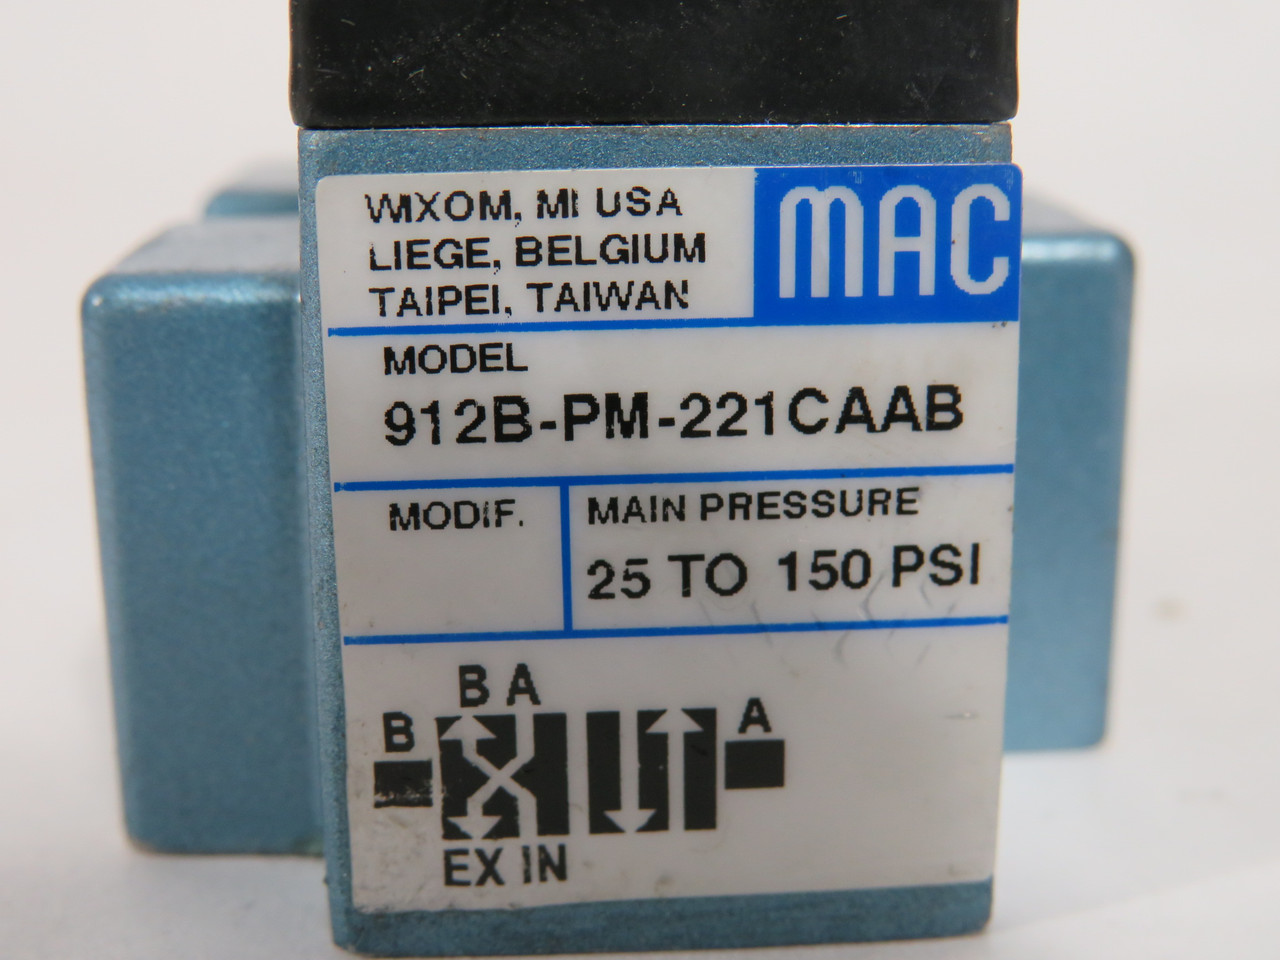 WIXOM, MI USA
LIEGE, BELGIUM
TAIPEI, TAIWAN
MAC
MODEL
912B-PM-221CAAB
MODIF.
MAIN PRESSURE
25 TO 150 PSI
B A
B
A
EX IN